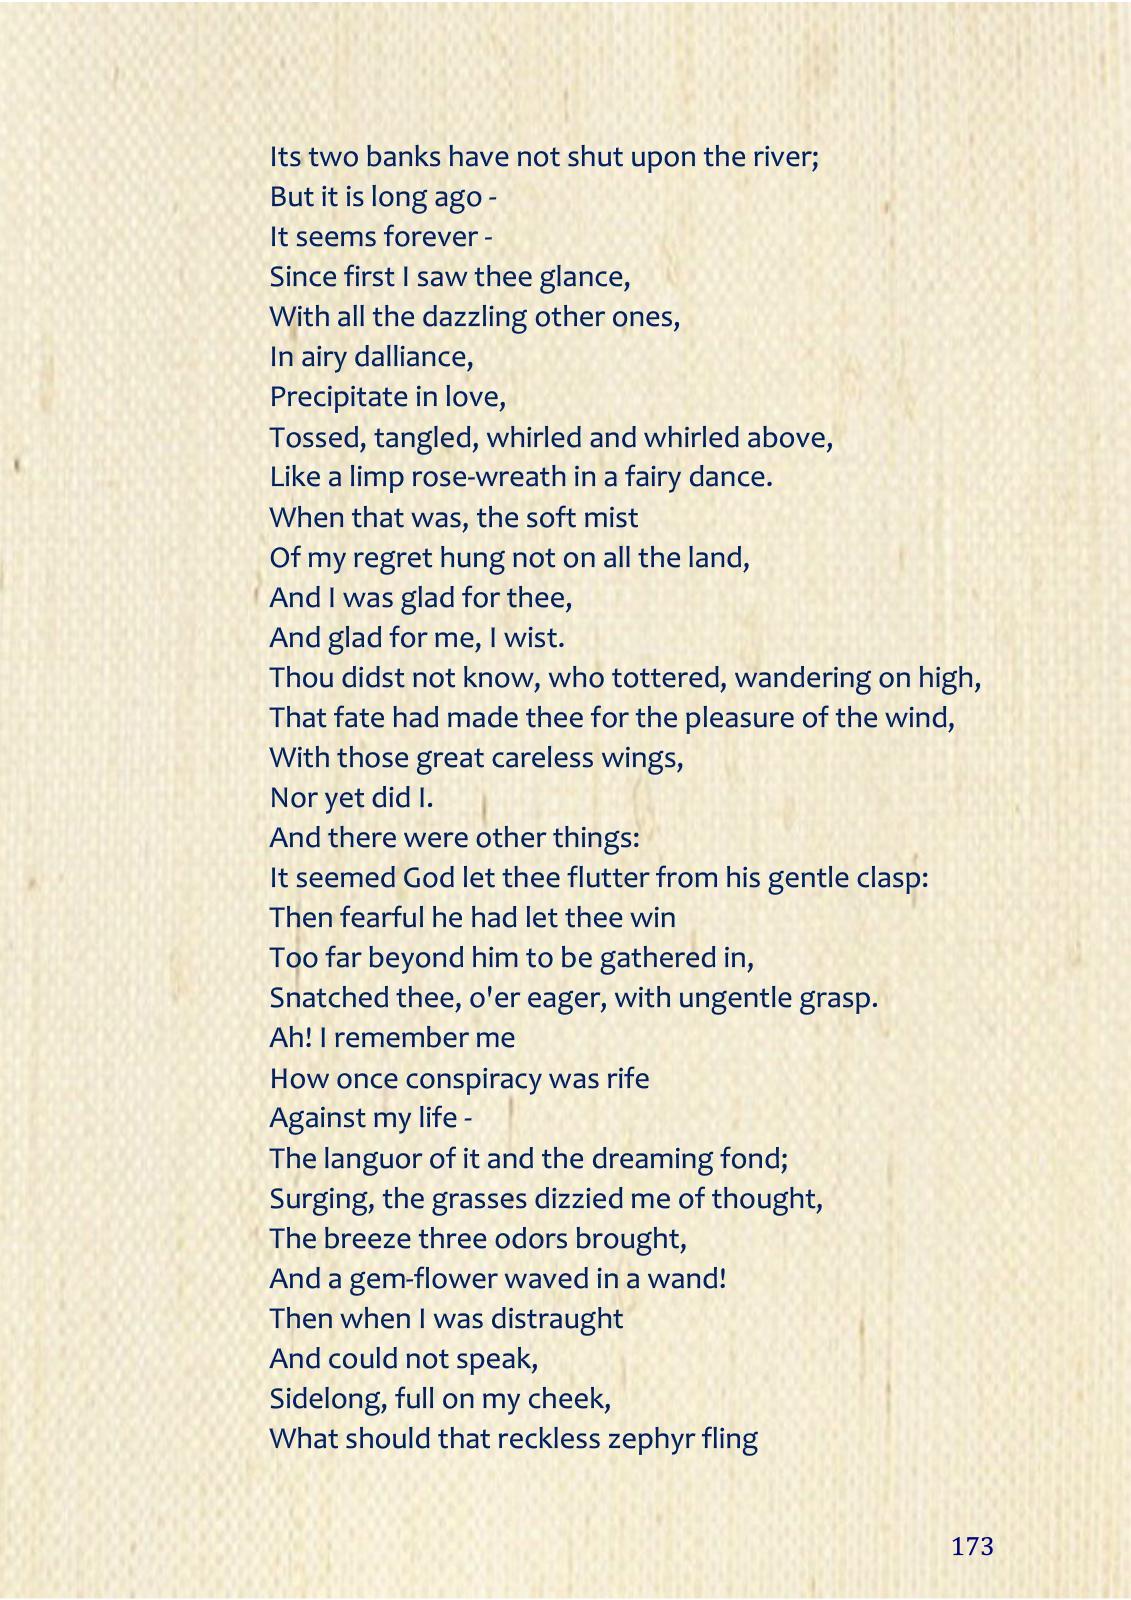 Its two banks have not shut upon the river;
But it is long ago -
It seems forever -
Since first I saw thee glance,
With all the dazzling other ones,
In airy dalliance,
Precipitate in love,
Tossed, tangled, whirled and whirled above,
Like a limp rose-wreath in a fairy dance.
When that was, the soft mist
Of my regret hung not on all the land,
And I was glad for thee,
And glad for me, I wist.
Thou didst not know, who tottered, wandering on high,
That fate had made thee for the pleasure of the wind,
With those great careless wings,
Nor yet did I.
And there were other things:
It seemed God let thee flutter from his gentle clasp:
Then fearful he had let thee win
Too far beyond him to be gathered in,
Snatched thee, o'er eager, with ungentle grasp.
Ah! I remember me
How once conspiracy was rife
Against my life -
The languor of it and the dreaming fond;
Surging, the grasses dizzied me of thought,
The breeze three odors brought,
And a gem-flower waved in a wand!
Then when I was distraught
And could not speak,
Sidelong, full on my cheek,
What should that reckless zephyr fling
173